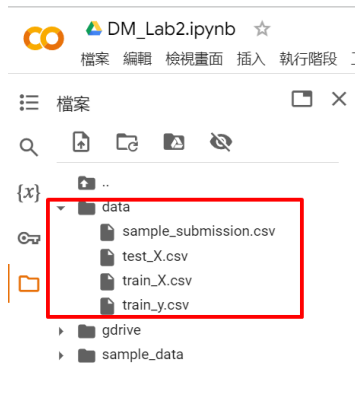 DM_Lab2.ipynb
檔案 編輯 檢視畫面 插入 執行階段
檔案
..
{x}
data
sample_submission.csv
test_X.csv
train_X.csv
train_y.csv
gdrive
sample_data